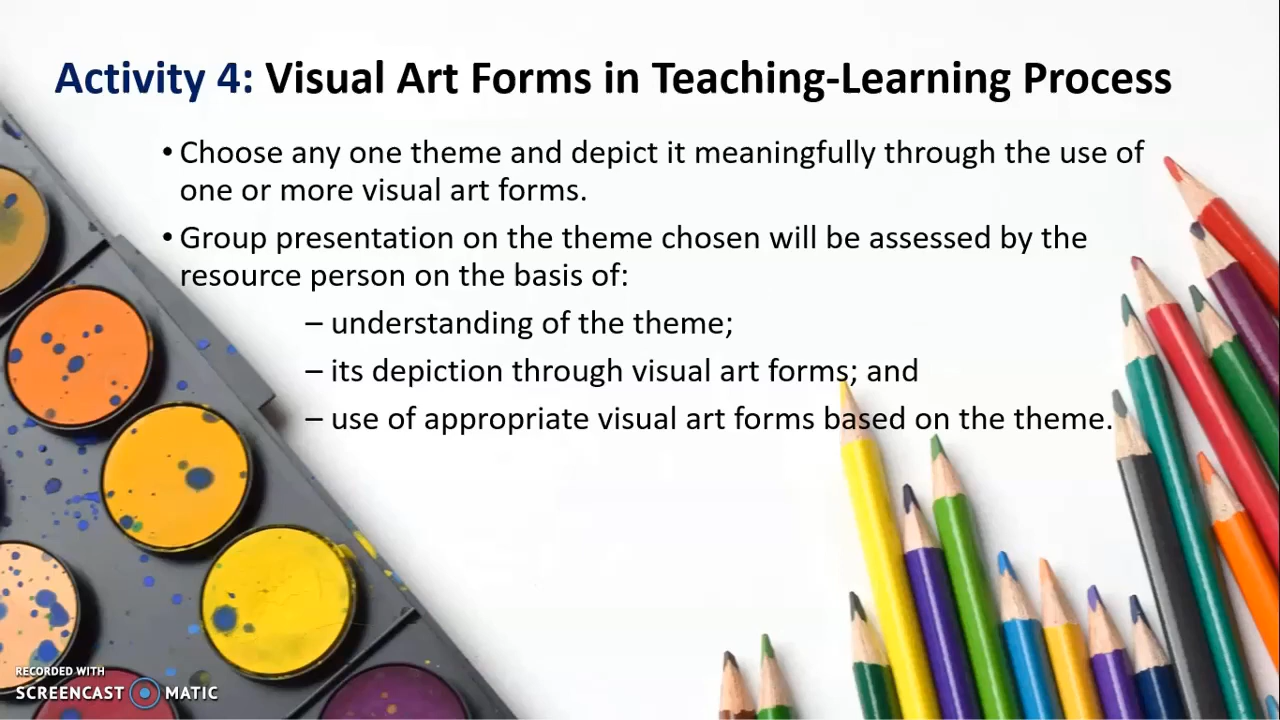 Activity 4: Visual Art Forms in Teaching-Learning Process
• Choose any one theme and depict it meaningfully through the use of
one or more visual art forms.
• Group presentation on the theme chosen will be assessed by the
resource person on the basis of:
– understanding of the theme;
– its depiction through visual art forms; and
– use of appropriate visual art forms based on the theme.
RECORDED WITH
SCREENCAST MATIC